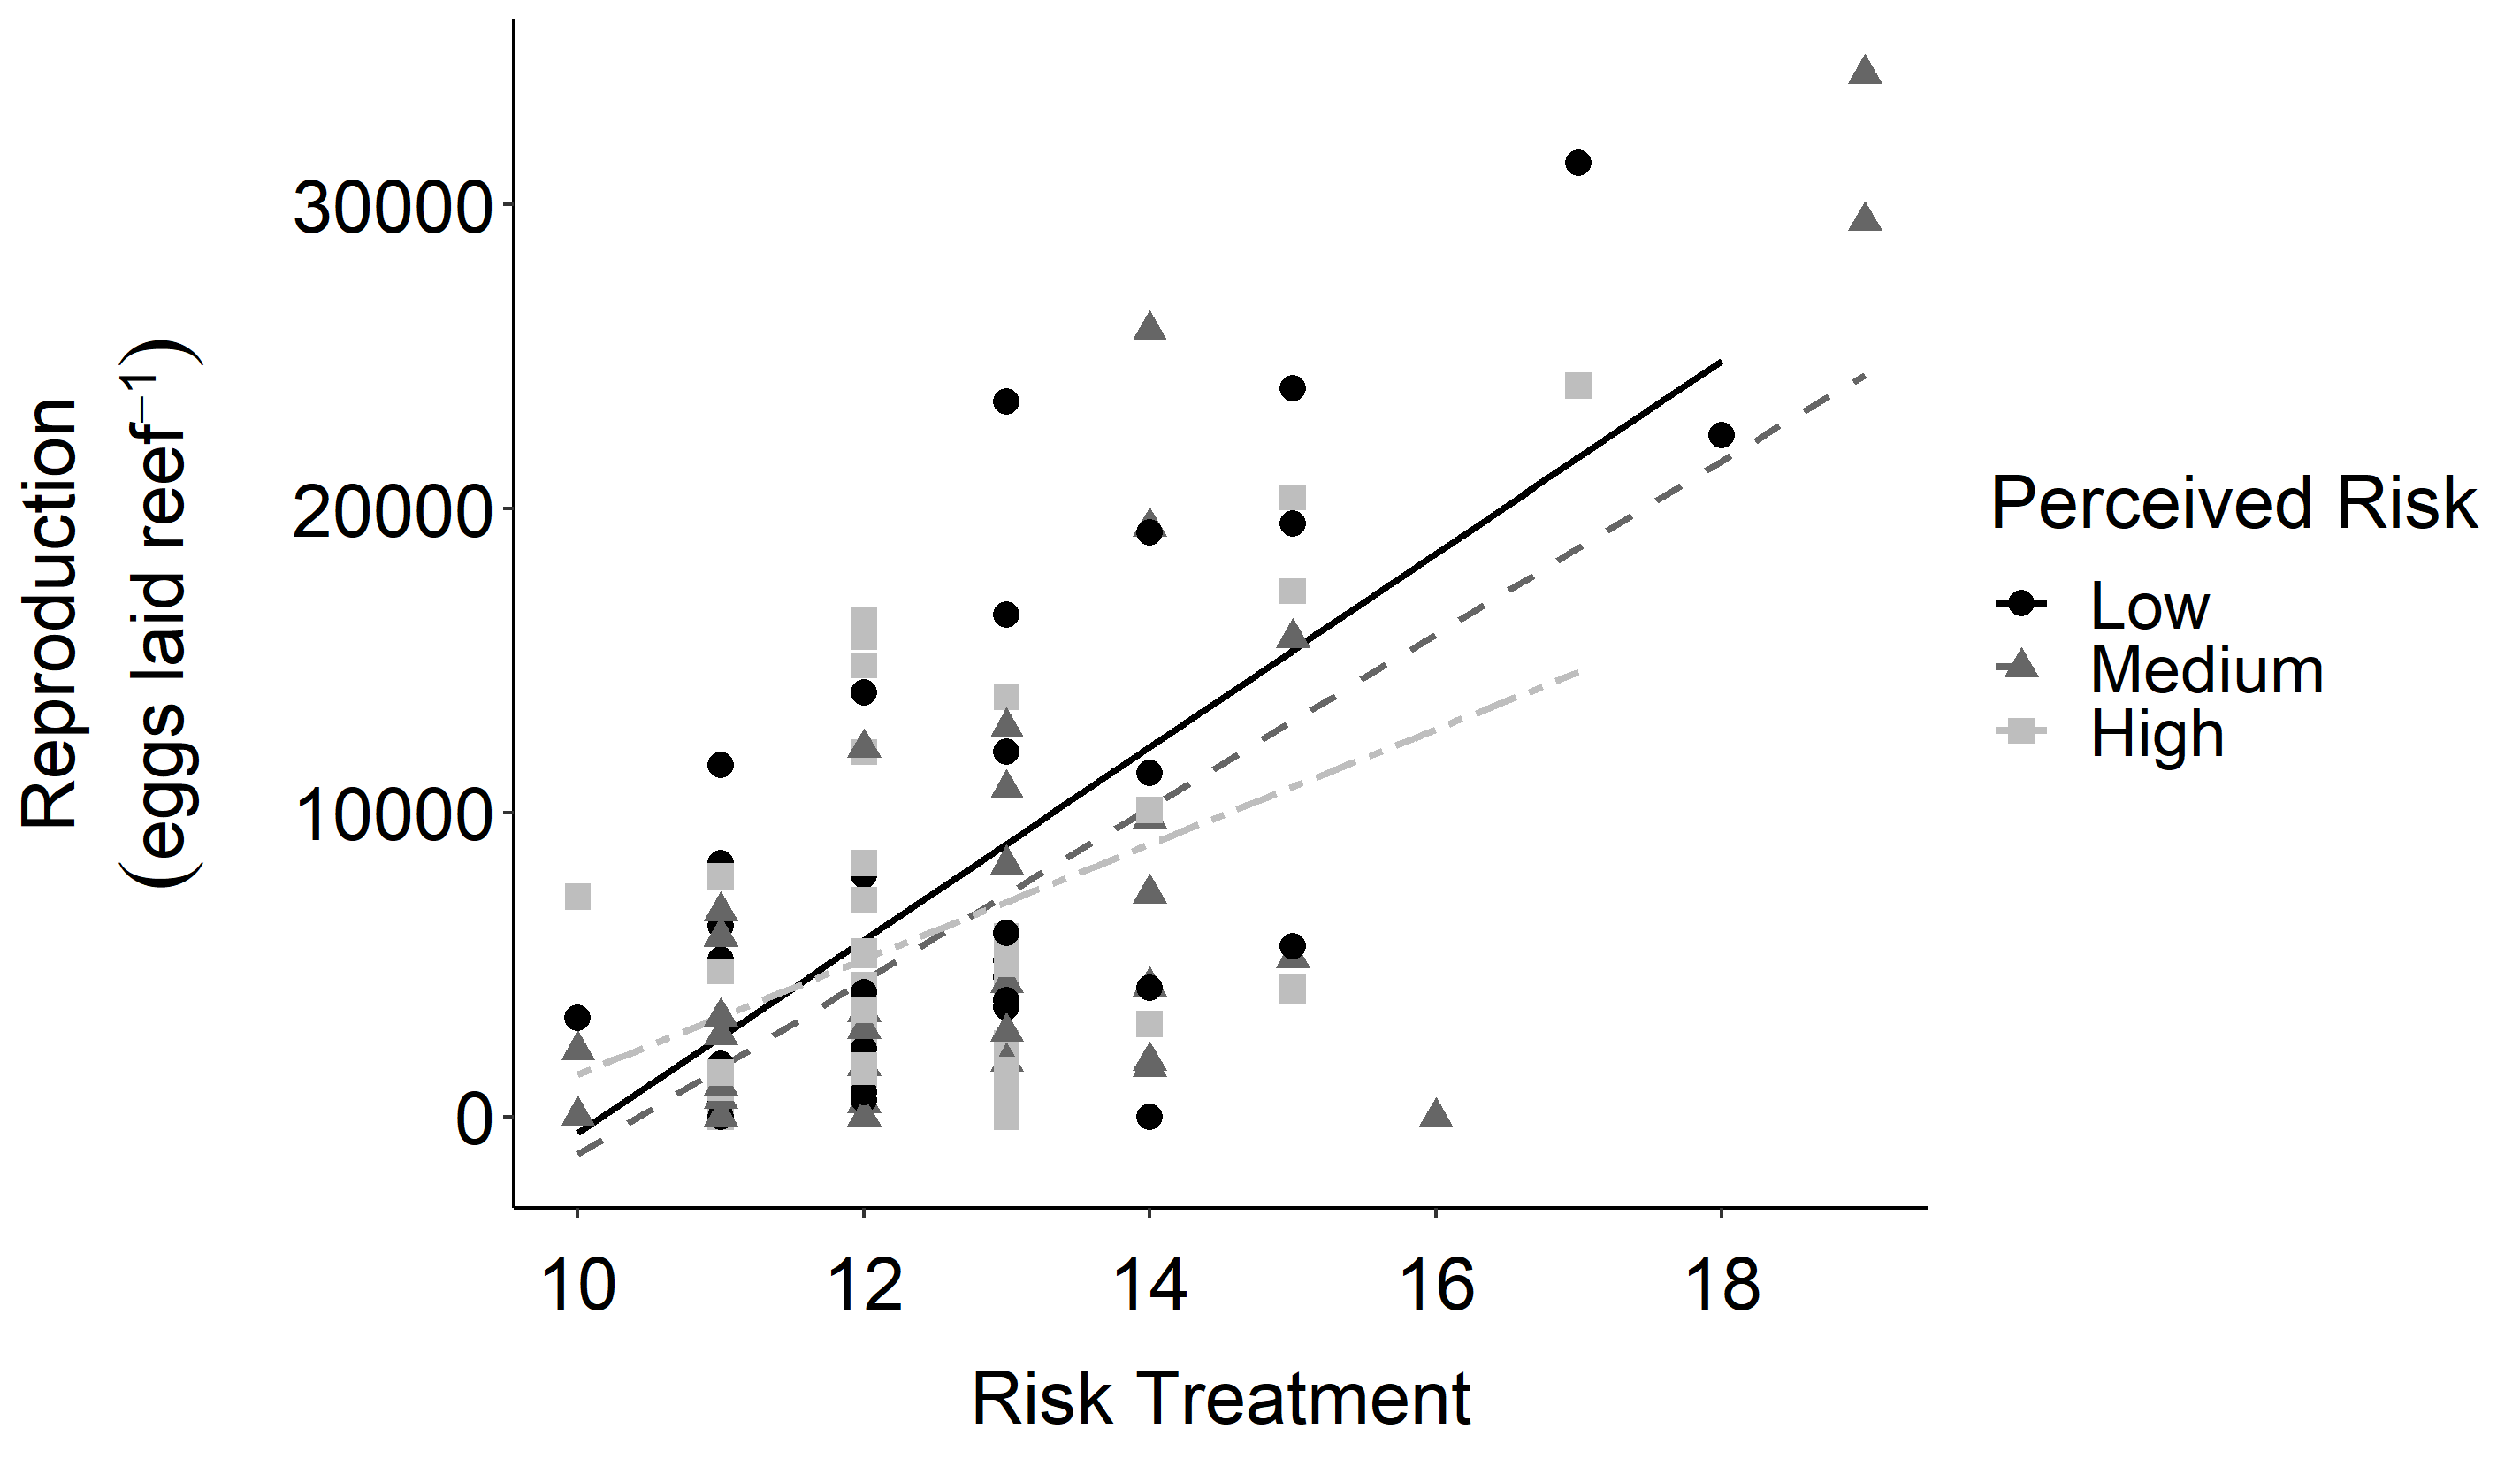 Reproduction
(eggs laid reef⁻¹)
30000
20000
10000
0
10 12 14 16 18
Risk Treatment
Perceived Risk
Low
Medium
High